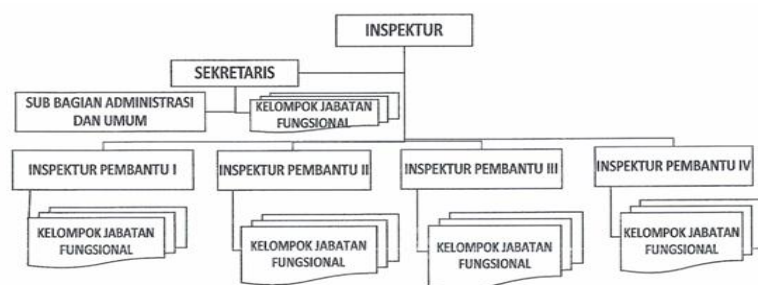 INSPEKTUR
SEKRETARIS
SUB BAGIAN ADMINISTRASI
DAN UMUM
KELOMPOK JABATAN
FUNGSIONAL
INSPEKTUR PEMBANTU I
INSPEKTUR PEMBANTU II
INSPEKTUR PEMBANTU III
INSPEKTUR PEMBANTU IV
KELOMPOK JABATAN
FUNGSIONAL
KELOMPOK JABATAN
FUNGSIONAL
KELOMPOK JABATAN
FUNGSIONAL
KELOMPOK JABATAN
FUNGSIONAL